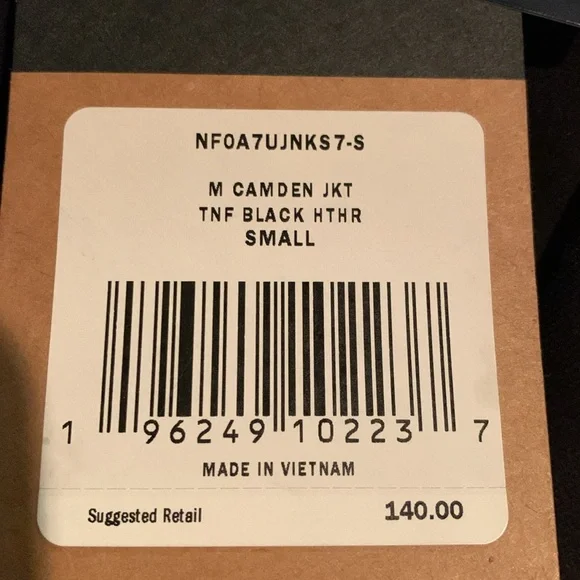 NF0A7UJNKS7-S
M CAMDEN JKT
TNF BLACK HTHR
SMALL
1 96249 10223 7
MADE IN VIETNAM
Suggested Retail 140.00